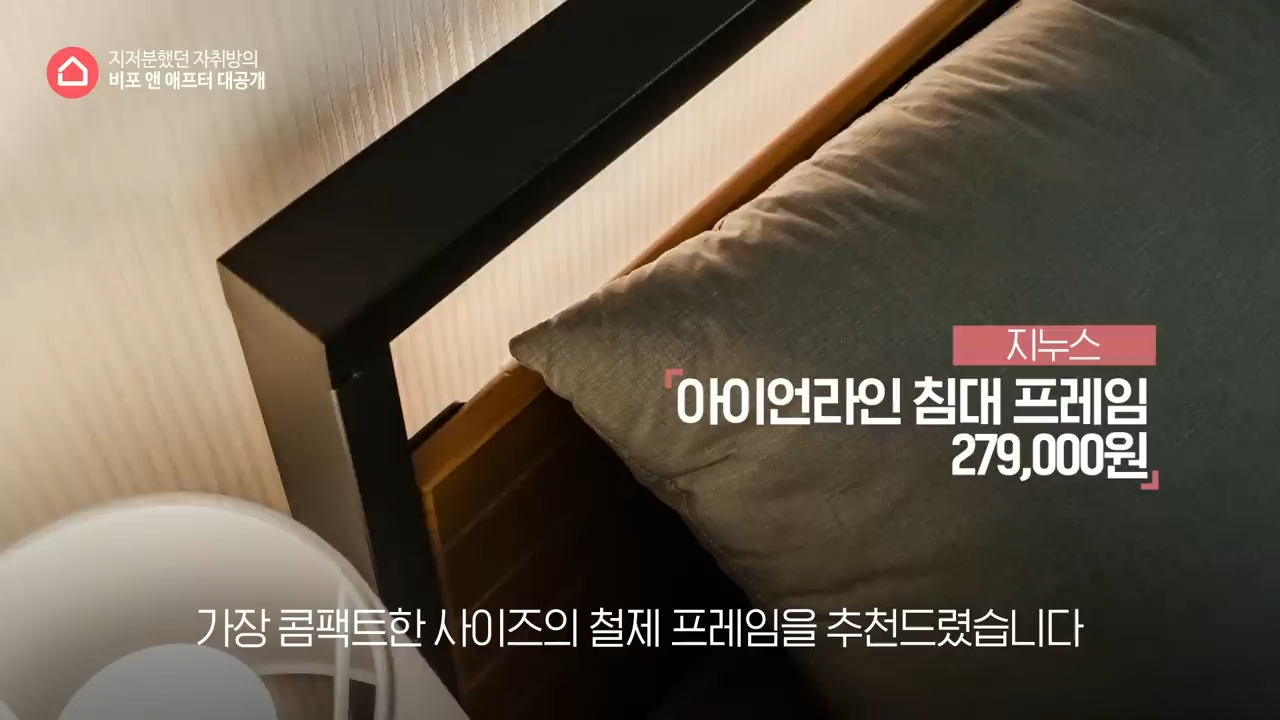 지저분했던 자취방의
비포 앤 애프터 대공개
지누스
아이언라인 침대 프레임
279,000원
가장 콤팩트한 사이즈의 철제 프레임을 추천드렸습니다